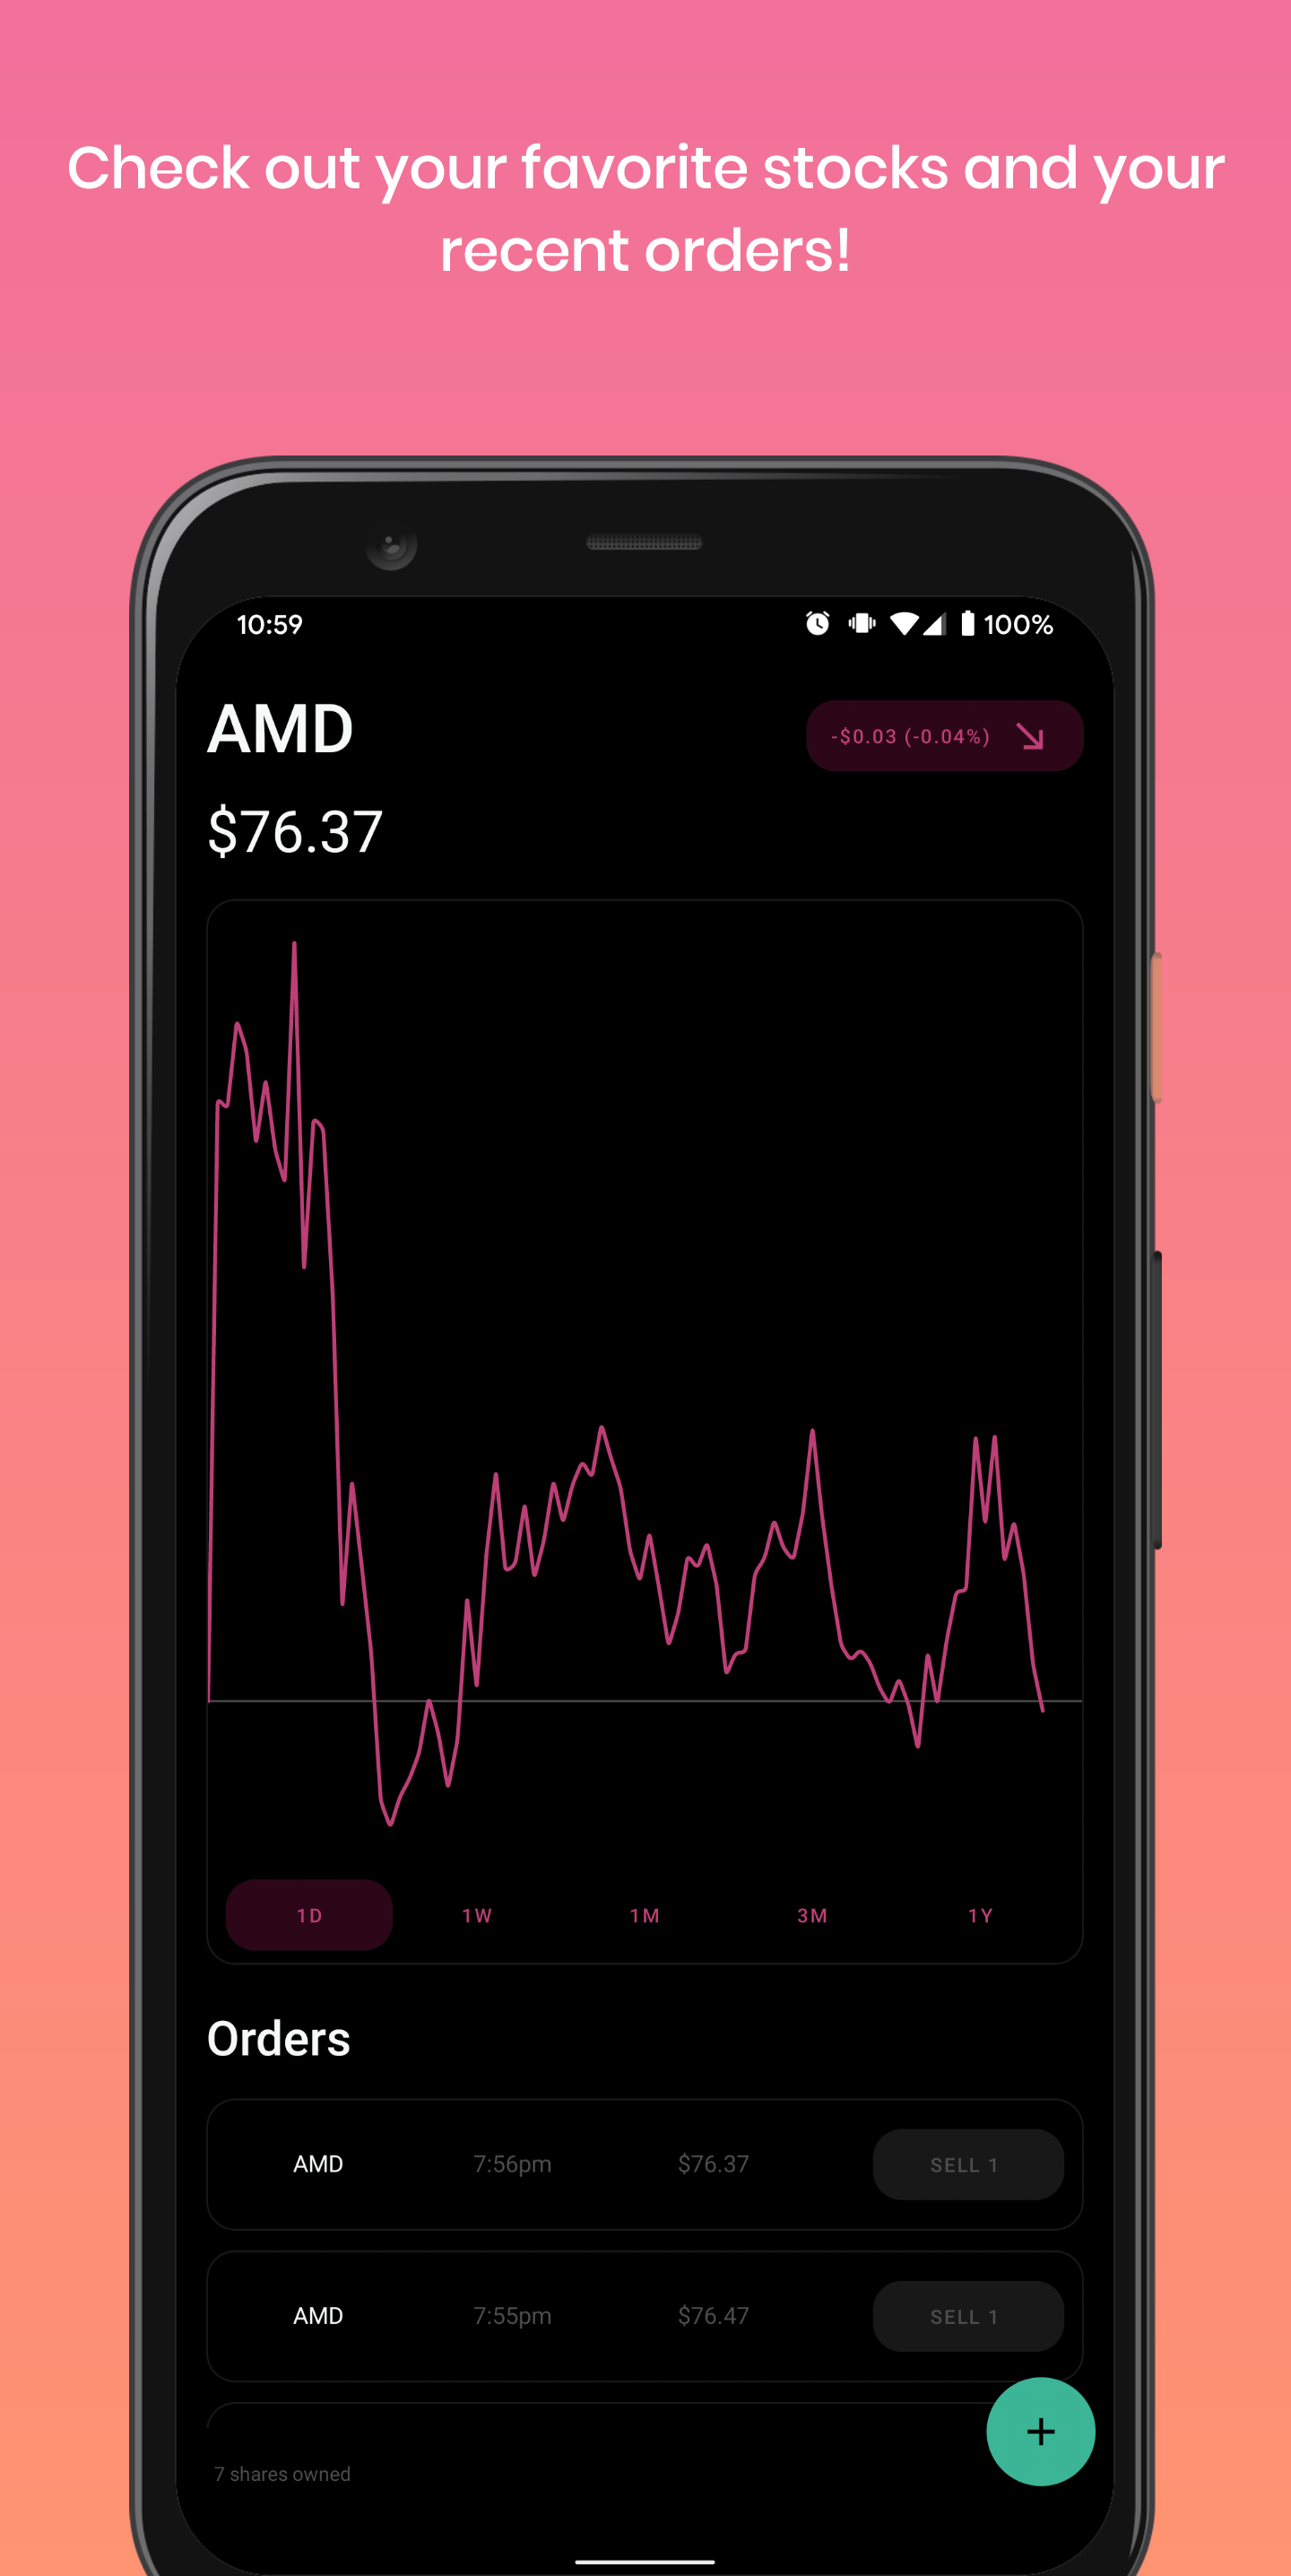 Check out your favorite stocks and your
recent orders!
10:59 100%
AMD
-$0.03 (-0.04%)
$76.37
1D 1W 1M 3M 1Y
Orders
AMD 7:56pm $76.37 SELL 1
AMD 7:55pm $76.47 SELL 1
+
7 shares owned